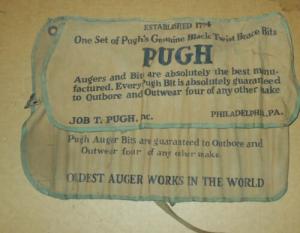 ESTABLISHED 1774
One Set of Pugh's Genuine Black Twist Brace Bits
PUGH
Augers and Bits are absolutely the best manu-
factured. Every Pugh Bit is absolutely guaranteed
to Outbore and Outwear four of any other make
JOB T. PUGH, INC. PHILADELPHIA, PA.
Pugh Auger Bits are guaranteed to Outbore and
Outwear four of any other make.
OLDEST AUGER WORKS IN THE WORLD